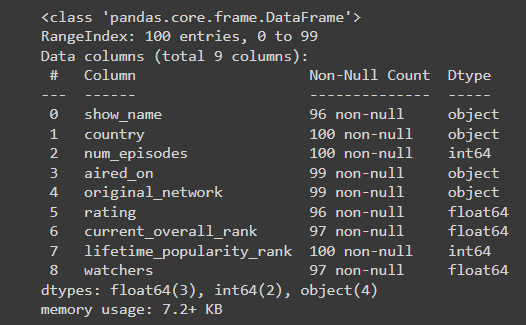 <class 'pandas.core.frame.DataFrame'>
RangeIndex: 100 entries, 0 to 99
Data columns (total 9 columns):
 #   Column                    Non-Null Count  Dtype
---  ------                    --------------  -----
 0   show_name                 96 non-null     object
 1   country                   100 non-null    object
 2   num_episodes              100 non-null    int64
 3   aired_on                  99 non-null     object
 4   original_network          99 non-null     object
 5   rating                    96 non-null     float64
 6   current_overall_rank      97 non-null     float64
 7   lifetime_popularity_rank  100 non-null    int64
 8   watchers                  97 non-null     float64
dtypes: float64(3), int64(2), object(4)
memory usage: 7.2+ KB